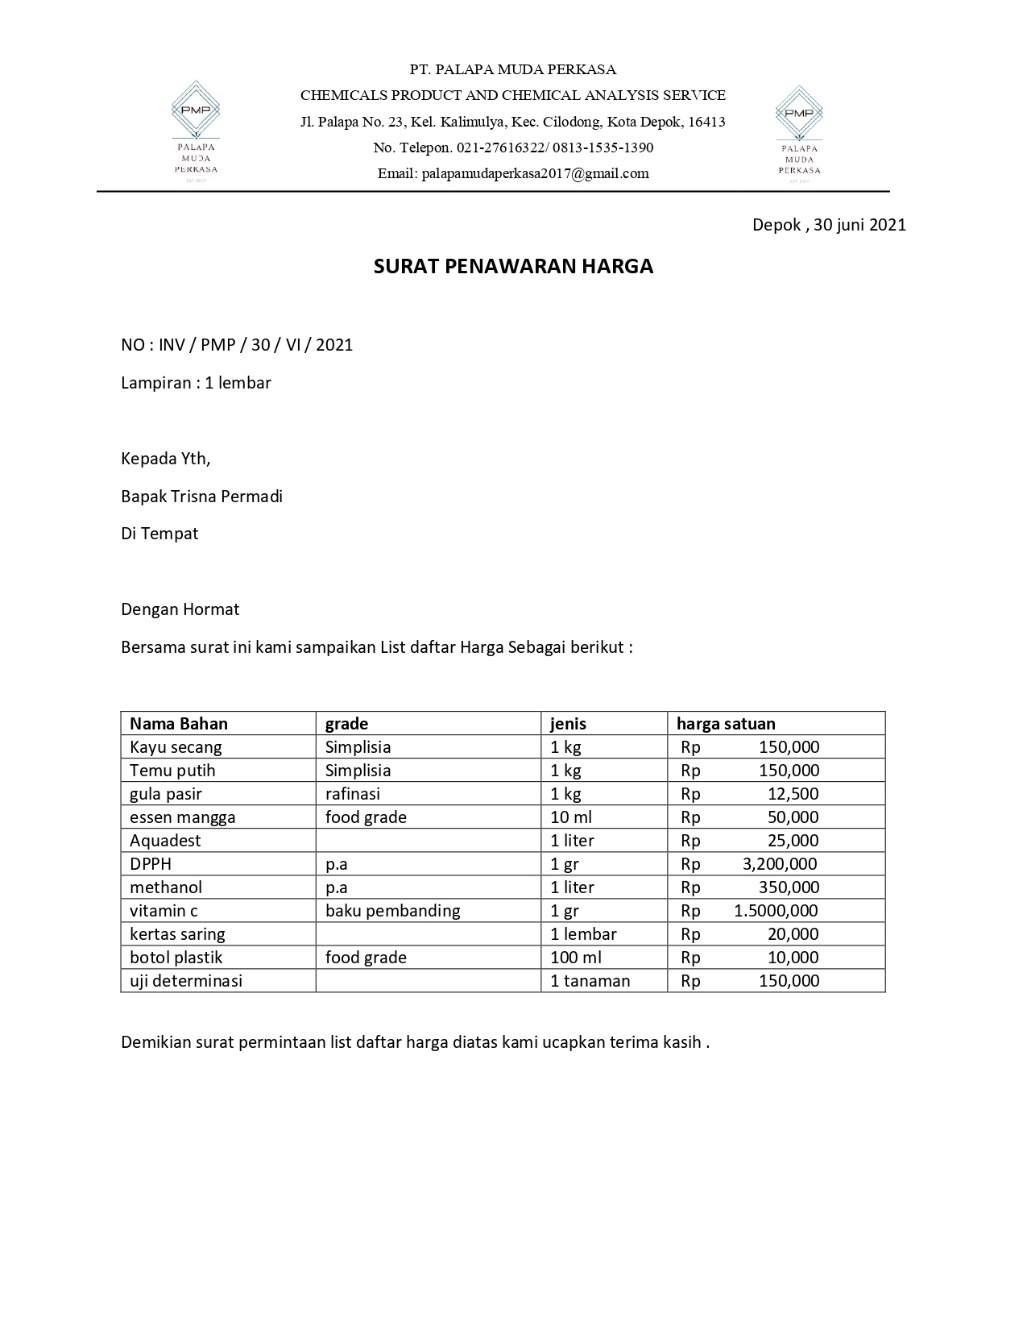 PT. PALAPA MUDA PERKASA
CHEMICALS PRODUCT AND CHEMICAL ANALYSIS SERVICE
Jl. Palapa No. 23, Kel. Kalimulya, Kec. Cilodong, Kota Depok, 16413
No. Telepon. 021-27616322/ 0813-1535-1390
Email: palapamudaperkasa2017@gmail.com
PMP
PALAPA
MUDA
PERKASA
PMP
PALAPA
MUDA
PERKASA
Depok , 30 juni 2021
SURAT PENAWARAN HARGA
NO : INV / PMP / 30 / VI / 2021
Lampiran : 1 lembar
Kepada Yth,
Bapak Trisna Permadi
Di Tempat
Dengan Hormat
Bersama surat ini kami sampaikan List daftar Harga Sebagai berikut :
Nama Bahan grade jenis harga satuan
Kayu secang Simplisia 1 kg Rp 150,000
Temu putih Simplisia 1 kg Rp 150,000
gula pasir rafinasi 1 kg Rp 12,500
essen mangga food grade 10 ml Rp 50,000
Aquadest 1 liter Rp 25,000
DPPH p.a 1 gr Rp 3,200,000
methanol p.a 1 liter Rp 350,000
vitamin c baku pembanding 1 gr Rp 1.5000,000
kertas saring 1 lembar Rp 20,000
botol plastik food grade 100 ml Rp 10,000
uji determinasi 1 tanaman Rp 150,000
Demikian surat permintaan list daftar harga diatas kami ucapkan terima kasih .